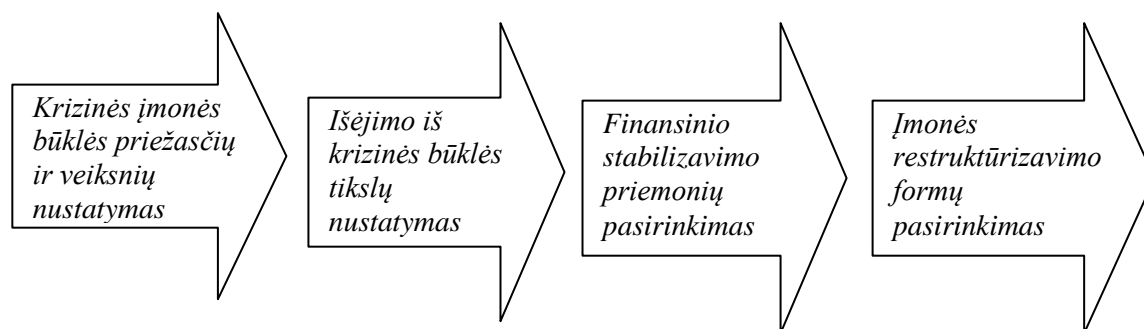 Krizinės įmonės
būklės priežasčių
ir veiksnių
nustatymas
Išėjimo iš
krizinės būklės
tikslų
nustatymas
Finansinio
stabilizavimo
priemonių
pasirinkimas
Įmonės
restruktūrizavimo
formų
pasirinkimas